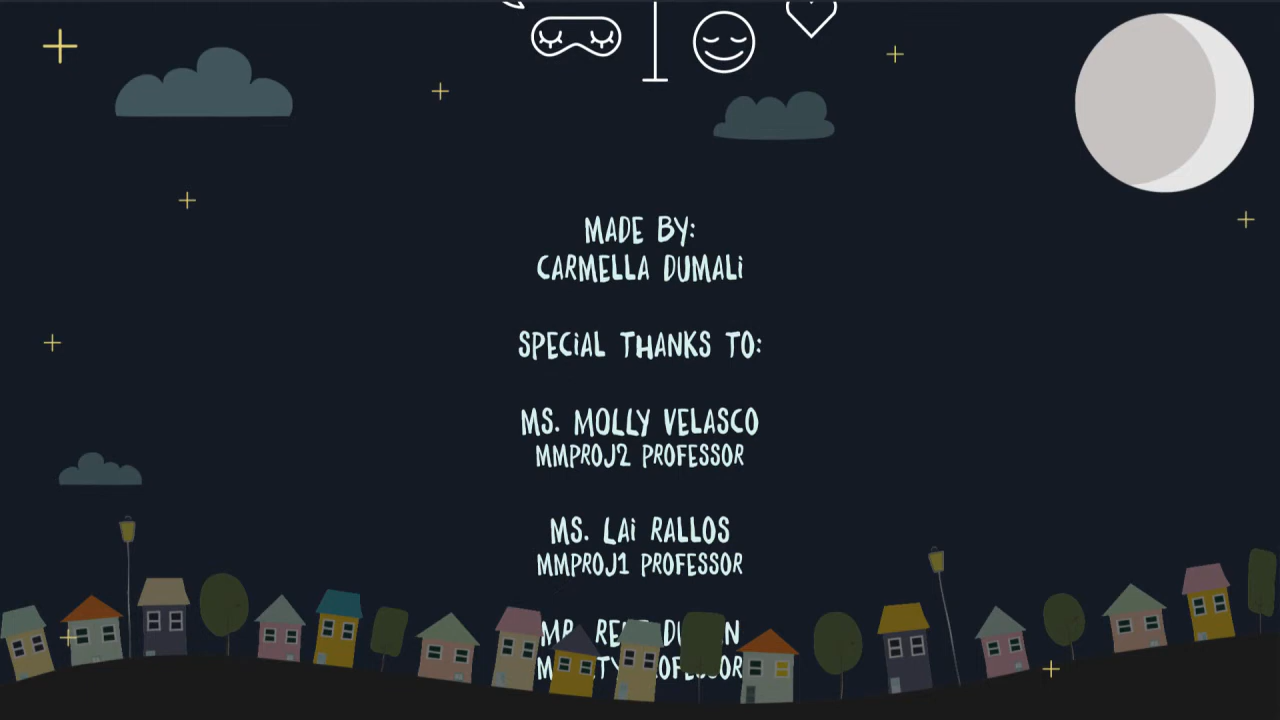 MADE BY:
CARMELLA DUMALi
SPECiAL THANKS TO:
MS. MOLLY VELASCO
MMPROJ2 PROFESSOR
MS. LAi RALLOS
MMPROJ1 PROFESSOR